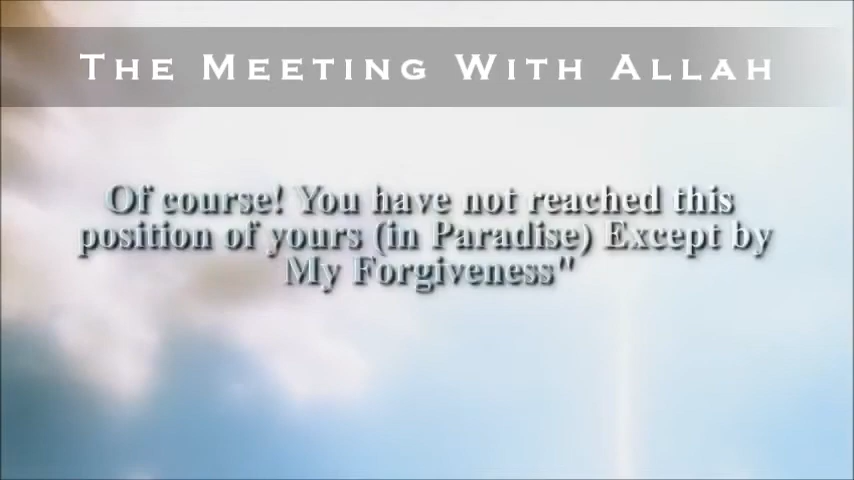 The Meeting With Allah
Of course! You have not reached this
position of yours (in Paradise) Except by
My Forgiveness"